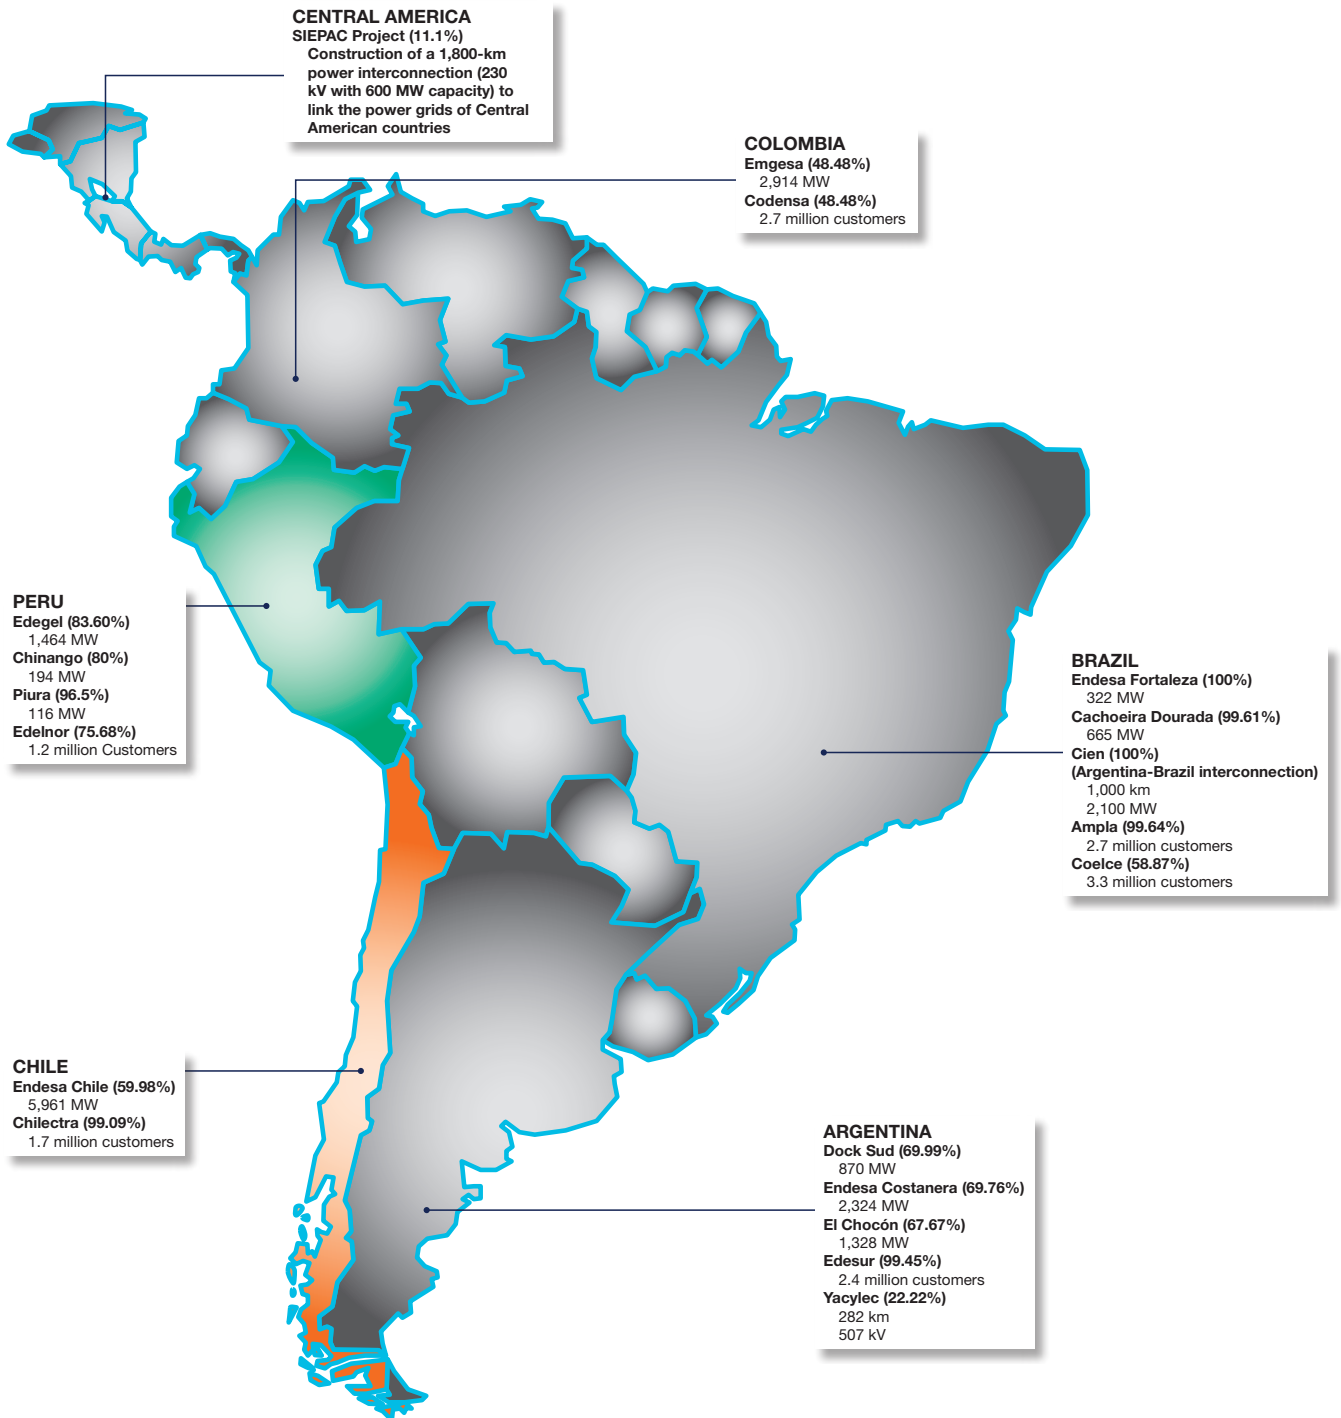 CENTRAL AMERICA
SIEPAC Project (11.1%)
Construction of a 1,800-km
power interconnection (230
kV with 600 MW capacity) to
link the power grids of Central
American countries
COLOMBIA
Emgesa (48.48%)
2,914 MW
Codensa (48.48%)
2.7 million customers
PERU
Edegel (83.60%)
1,464 MW
Chinango (80%)
194 MW
Piura (96.5%)
116 MW
Edelnor (75.68%)
1.2 million Customers
BRAZIL
Endesa Fortaleza (100%)
322 MW
Cachoeira Dourada (99.61%)
665 MW
Cien (100%)
(Argentina-Brazil interconnection)
1,000 km
2,100 MW
Ampla (99.64%)
2.7 million customers
Coelce (58.87%)
3.3 million customers
CHILE
Endesa Chile (59.98%)
5,961 MW
Chilectra (99.09%)
1.7 million customers
ARGENTINA
Dock Sud (69.99%)
870 MW
Endesa Costanera (69.76%)
2,324 MW
El Chocón (67.67%)
1,328 MW
Edesur (99.45%)
2.4 million customers
Yacylec (22.22%)
282 km
507 kV